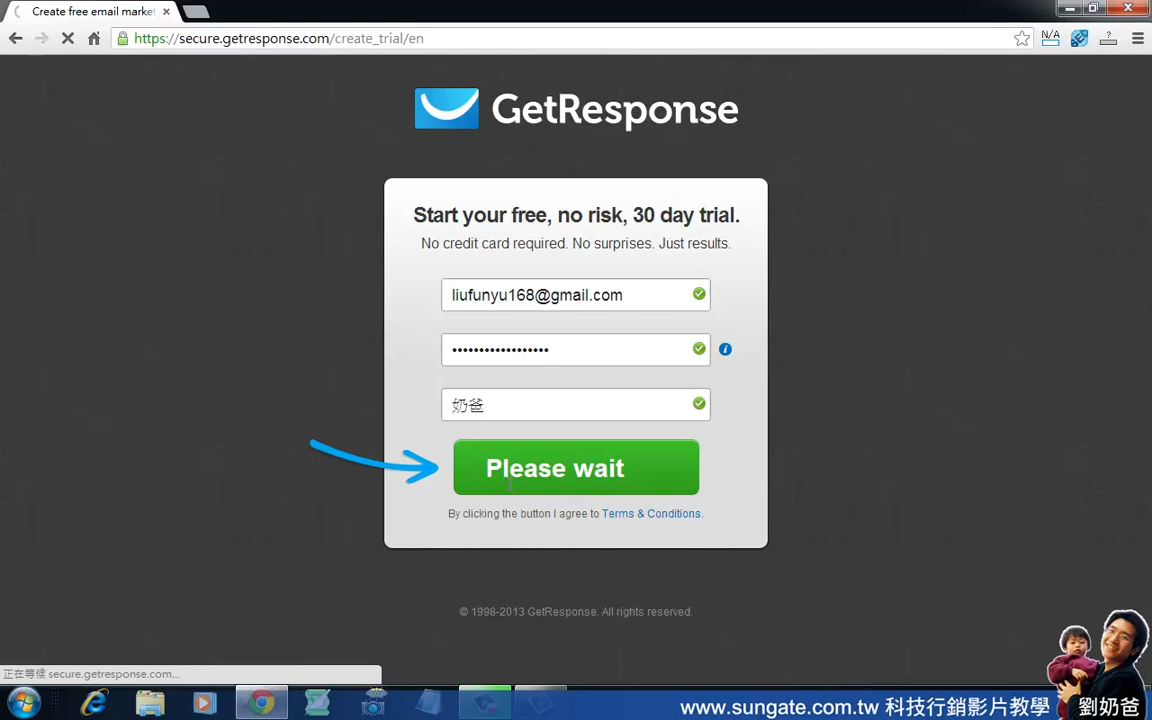 Create free email market
https://secure.getresponse.com/create_trial/en
N/A
?
GetResponse
Start your free, no risk, 30 day trial.
No credit card required. No surprises. Just results.
liufunyu168@gmail.com
••••••••••••••••••
i
奶爸
Please wait
By clicking the button I agree to Terms & Conditions.
© 1998-2013 GetResponse. All rights reserved.
正在等候 secure.getresponse.com...
www.sungate.com.tw 科技行銷影片教學
劉奶爸